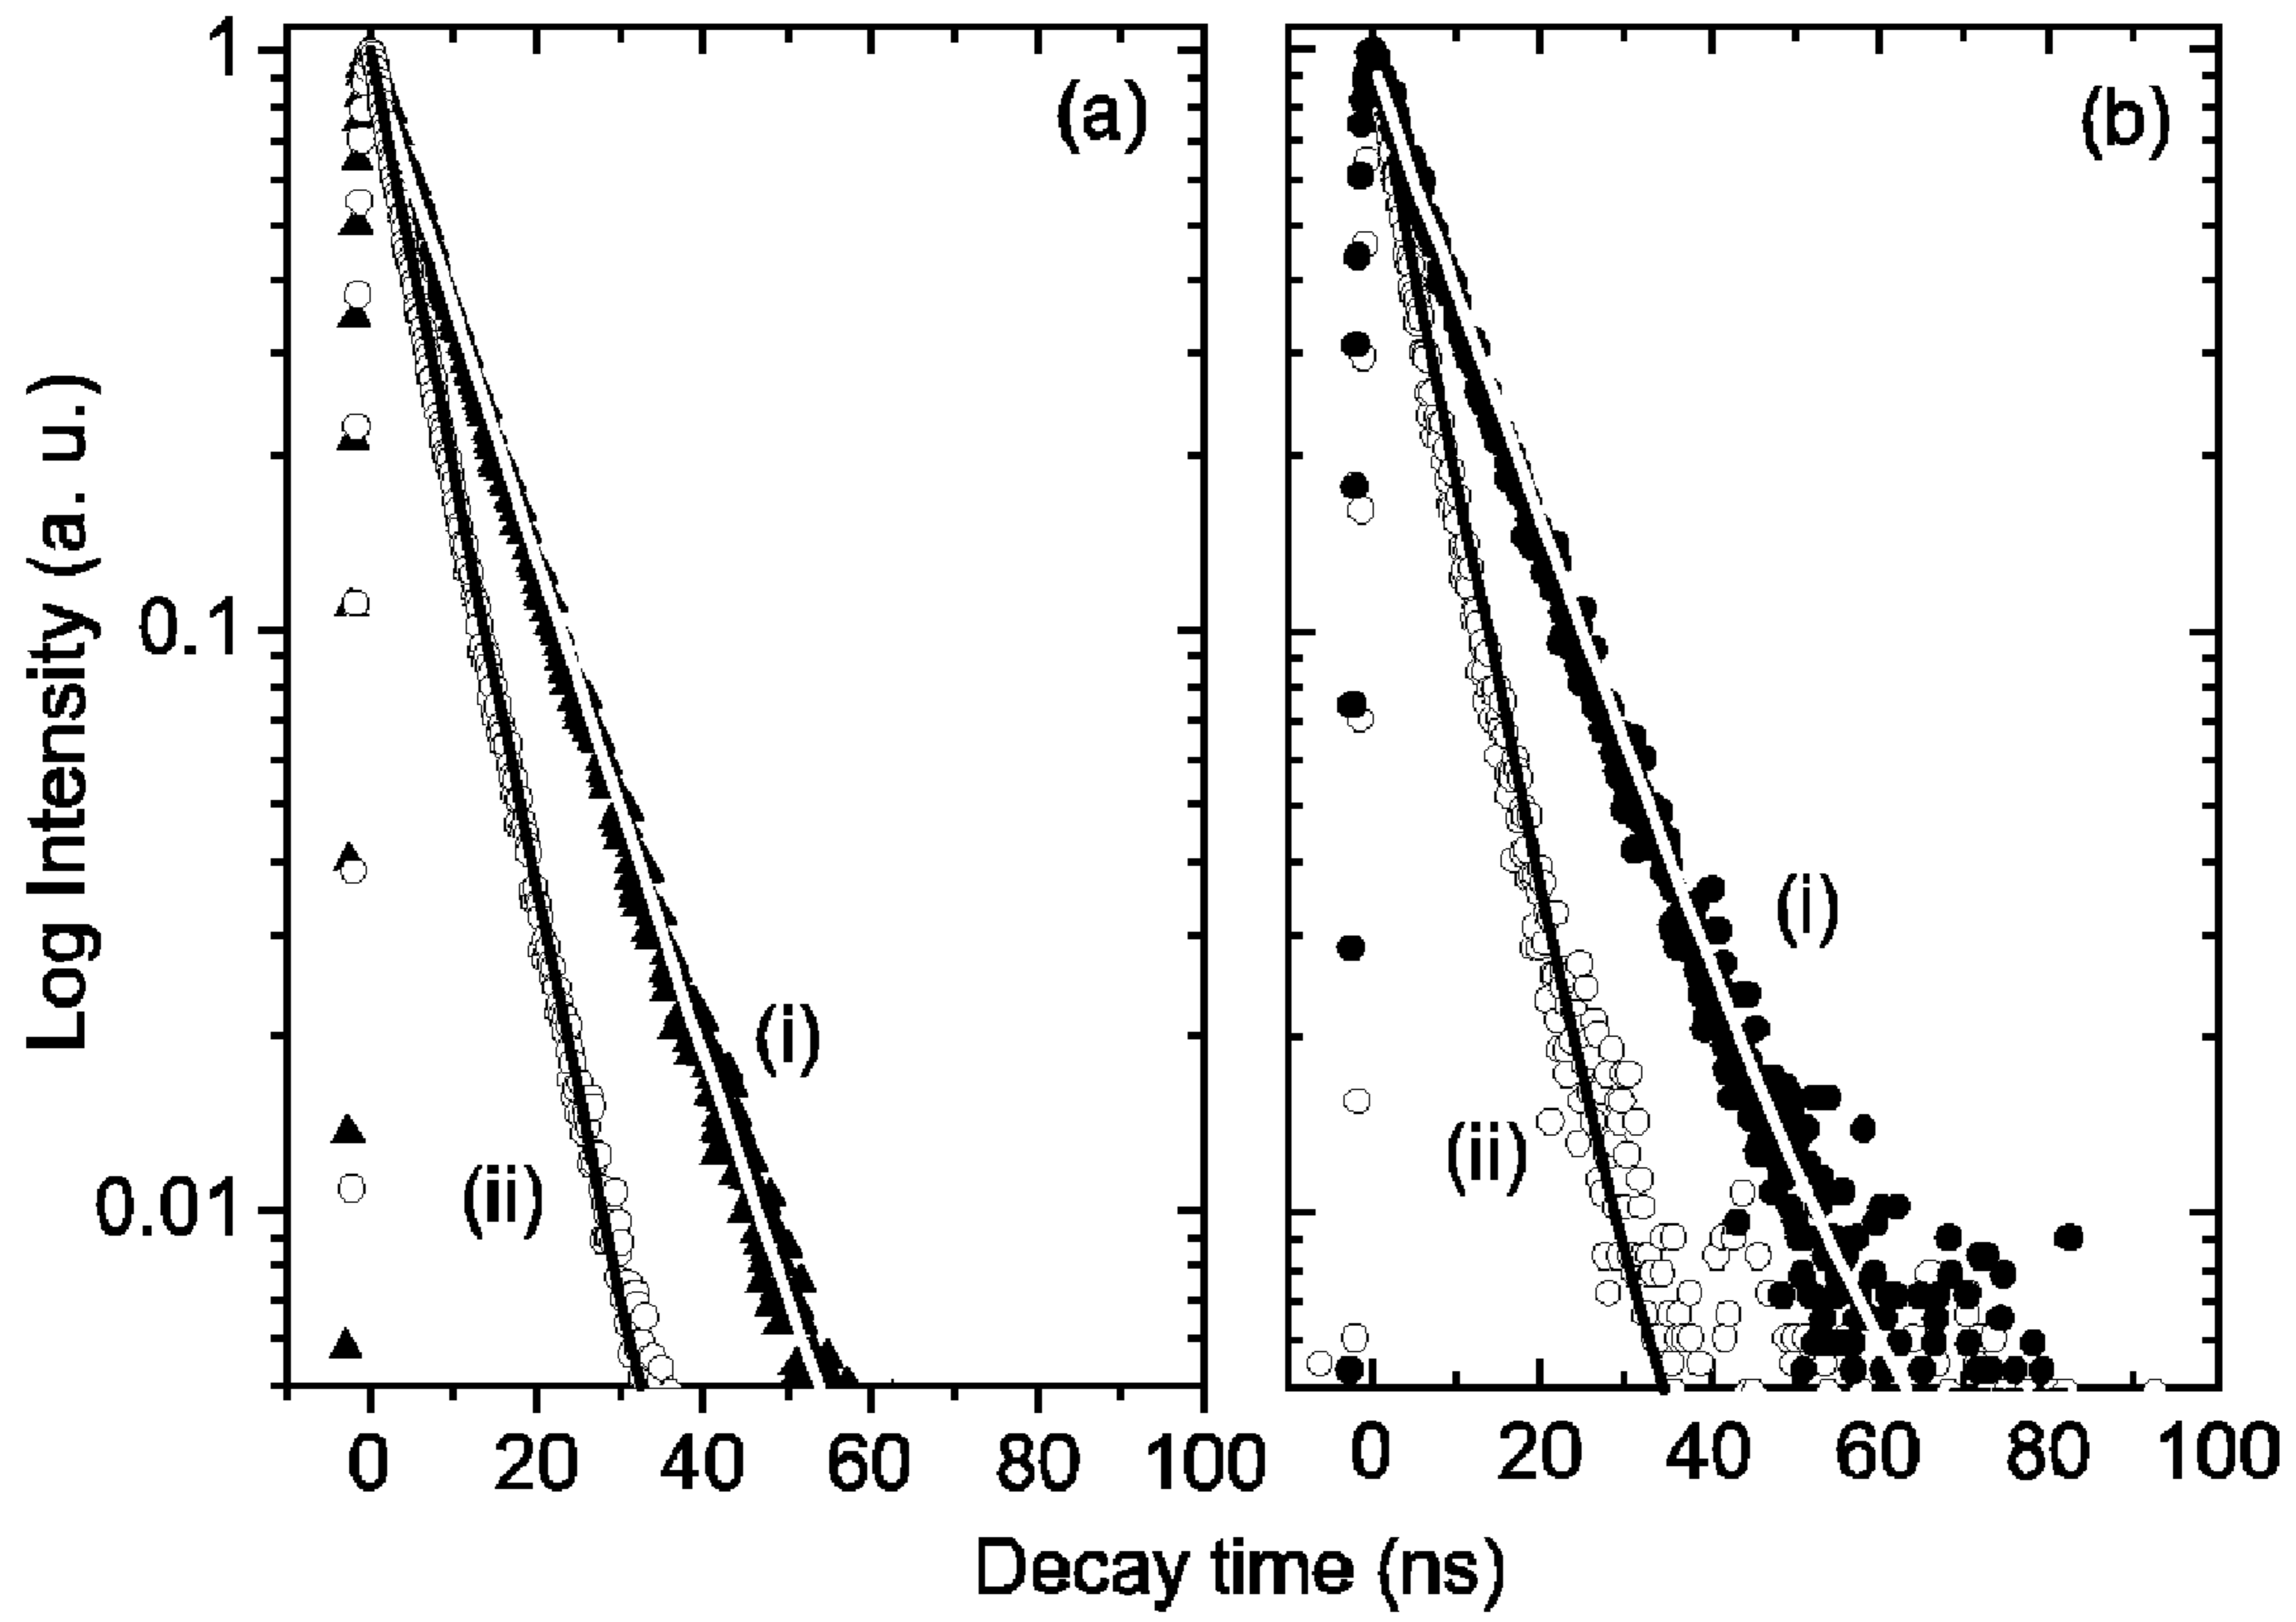 (a)
(b)
1
0.1
0.01
Log Intensity (a. u.)
(i)
(ii)
(i)
(ii)
0 20 40 60 80 100
0 20 40 60 80 100
Decay time (ns)